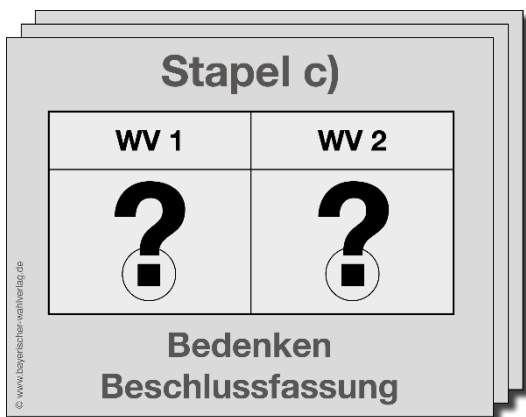 Stapel c)
WV 1 WV 2
? ?
Bedenken
Beschlussfassung
© www.bayerischer-wahlverlag.de